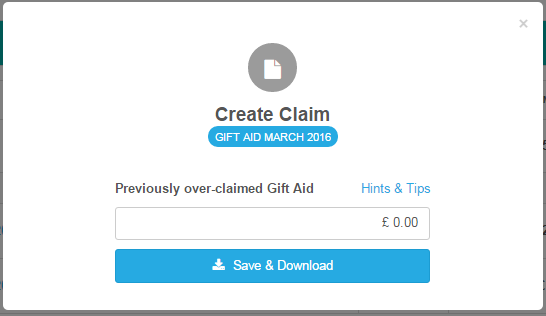 ×
Create Claim
GIFT AID MARCH 2016
Previously over-claimed Gift Aid Hints & Tips
£ 0.00
Save & Download